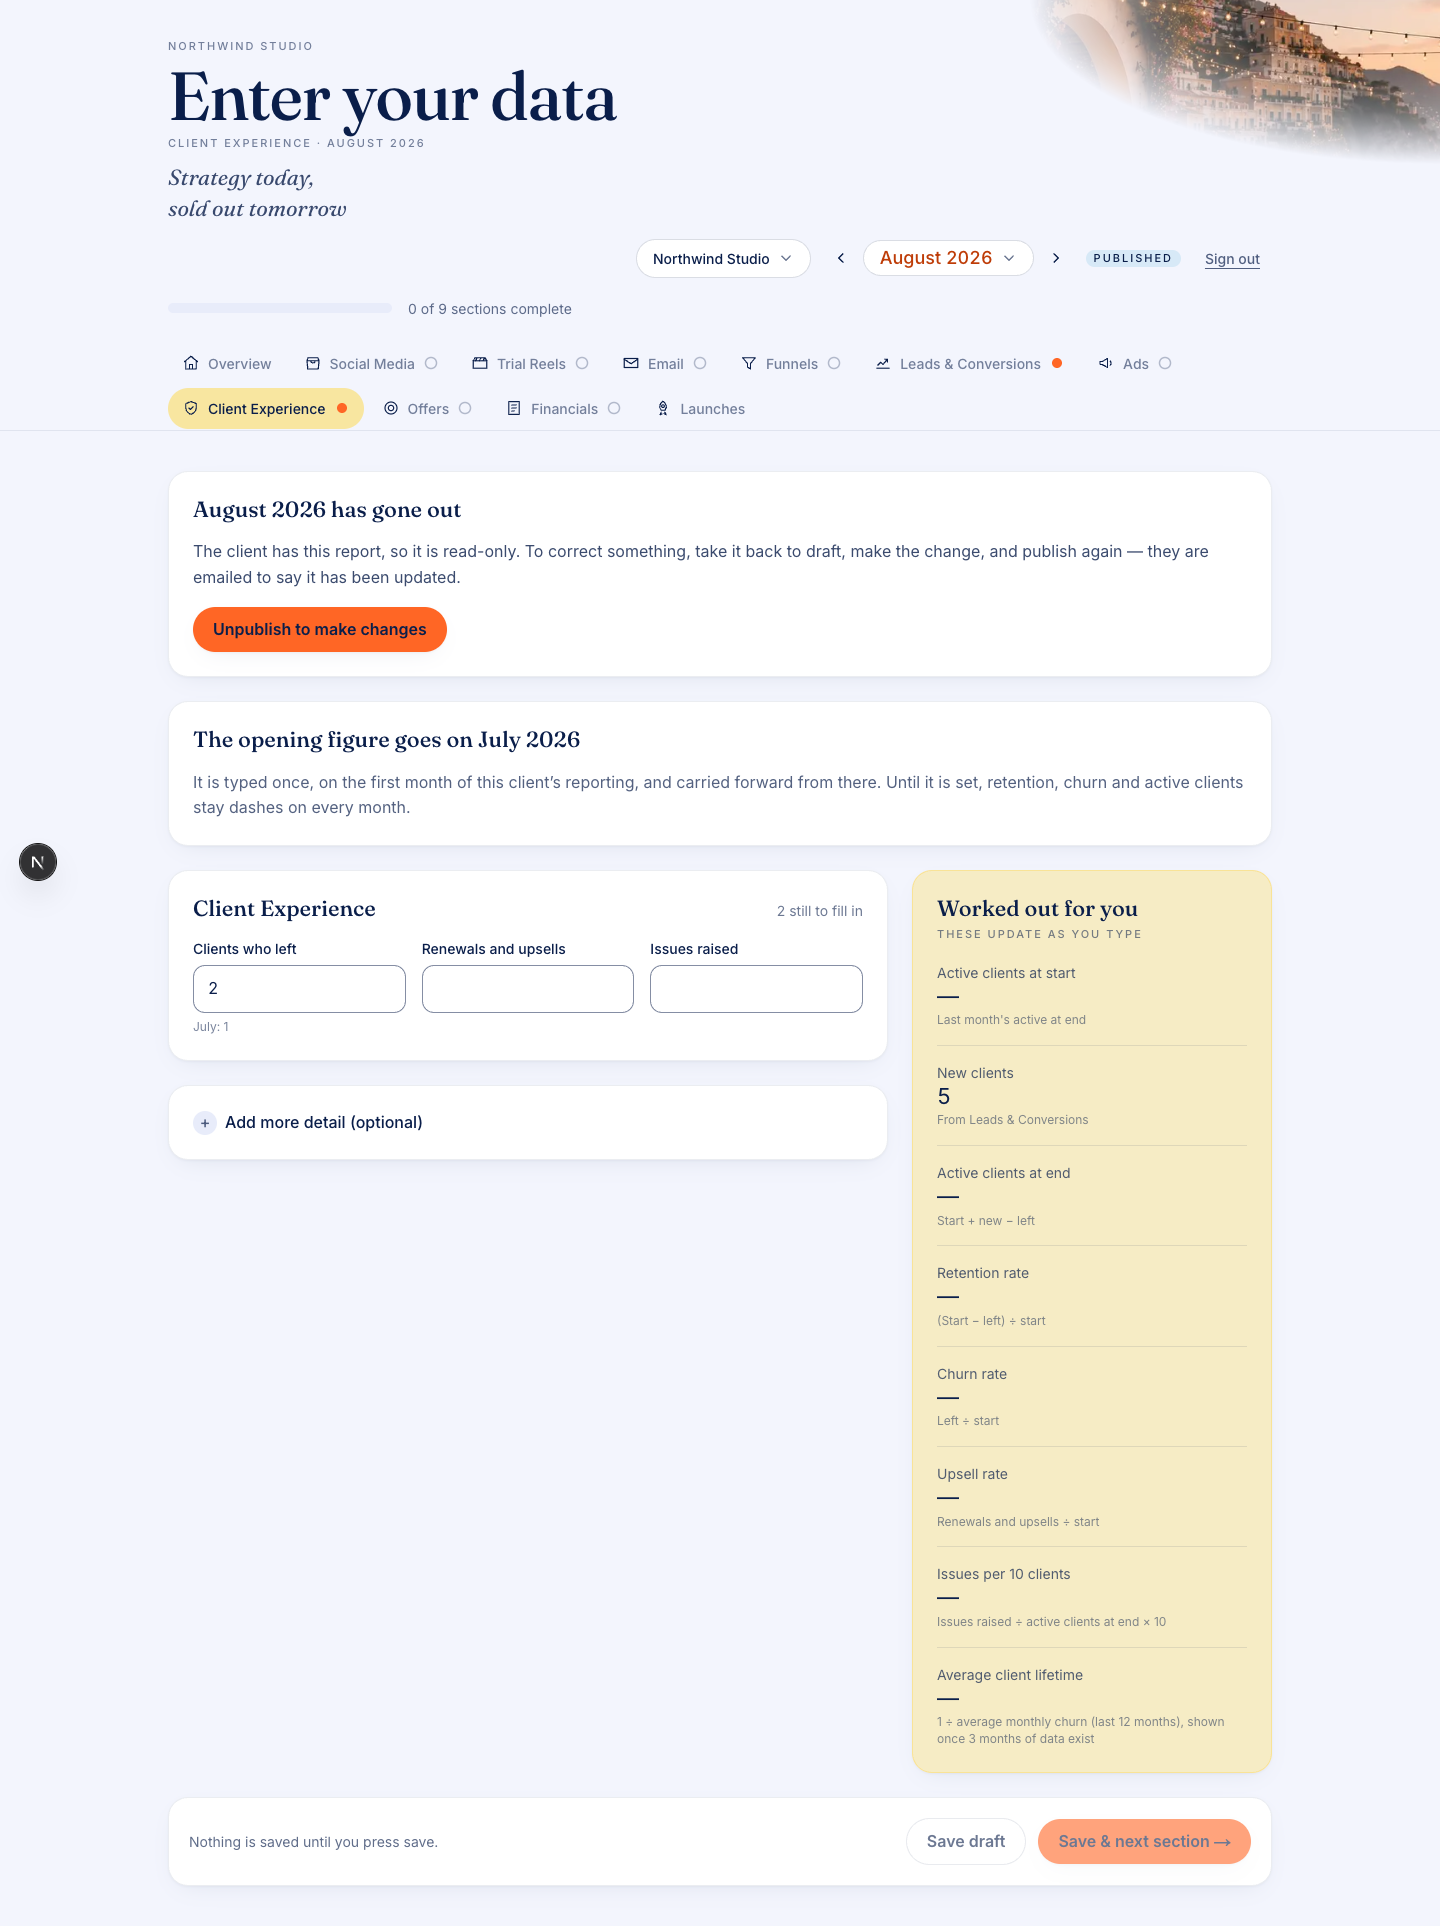 NORTHWIND STUDIO
Enter your data
CLIENT EXPERIENCE · AUGUST 2026
Strategy today,
sold out tomorrow
Northwind Studio
August 2026
PUBLISHED
Sign out
0 of 9 sections complete
Overview
Social Media
Trial Reels
Email
Funnels
Leads & Conversions
Ads
Client Experience
Offers
Financials
Launches
August 2026 has gone out
The client has this report, so it is read-only. To correct something, take it back to draft, make the change, and publish again — they are
emailed to say it has been updated.
Unpublish to make changes
The opening figure goes on July 2026
It is typed once, on the first month of this client’s reporting, and carried forward from there. Until it is set, retention, churn and active clients
stay dashes on every month.
N
Client Experience
2 still to fill in
Clients who left
Renewals and upsells
Issues raised
2
July: 1
+ Add more detail (optional)
Worked out for you
THESE UPDATE AS YOU TYPE
Active clients at start
—
Last month's active at end
New clients
5
From Leads & Conversions
Active clients at end
—
Start + new − left
Retention rate
—
(Start − left) ÷ start
Churn rate
—
Left ÷ start
Upsell rate
—
Renewals and upsells ÷ start
Issues per 10 clients
—
Issues raised ÷ active clients at end × 10
Average client lifetime
—
1 ÷ average monthly churn (last 12 months), shown
once 3 months of data exist
Nothing is saved until you press save.
Save draft
Save & next section →